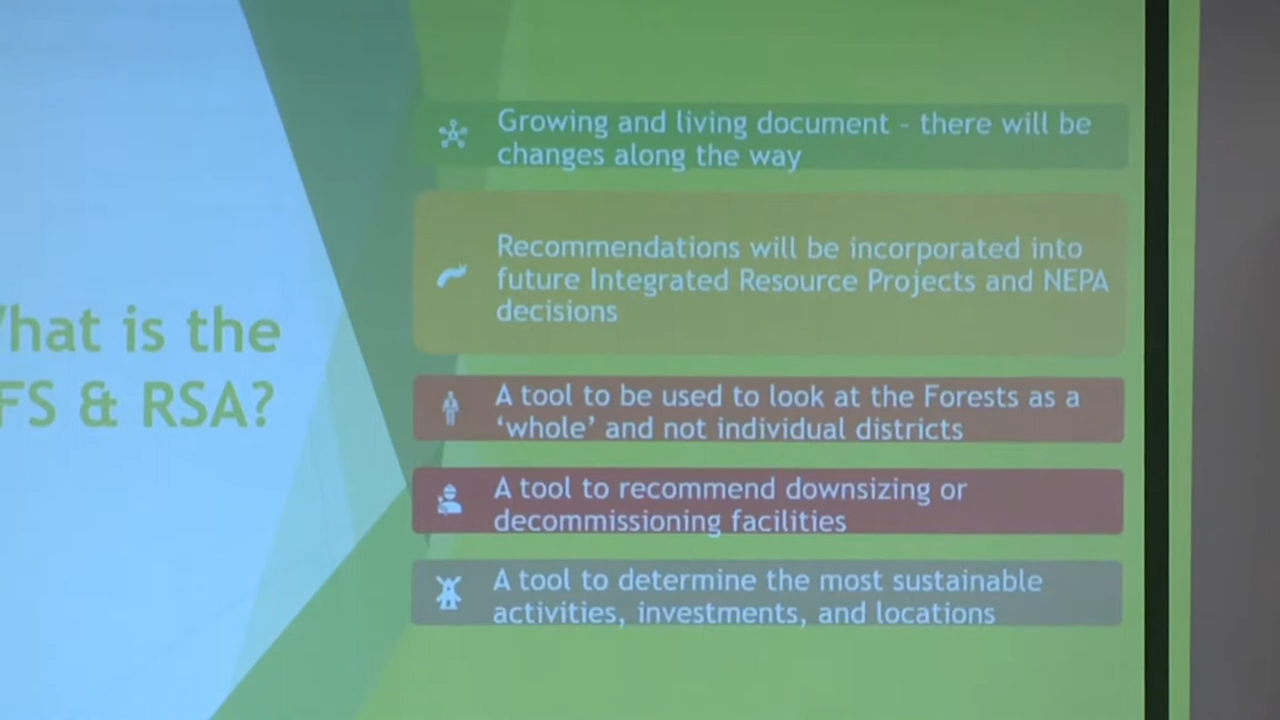 hat is the
FS & RSA?
Growing and living document - there will be
changes along the way
Recommendations will be incorporated into
future Integrated Resource Projects and NEPA
decisions
A tool to be used to look at the Forests as a
‘whole’ and not individual districts
A tool to recommend downsizing or
decommissioning facilities
A tool to determine the most sustainable
activities, investments, and locations